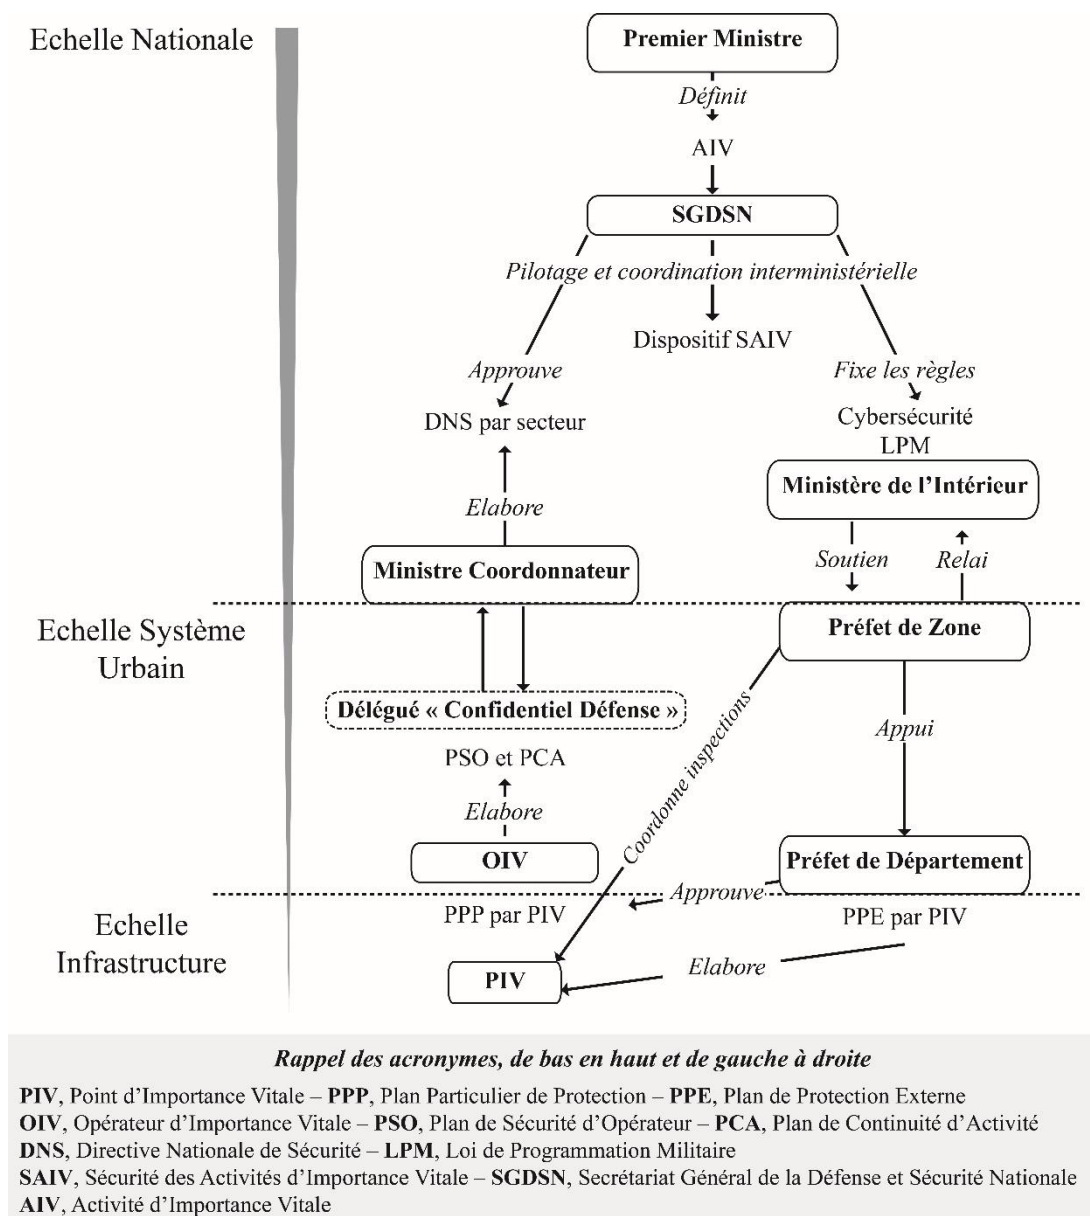 Echelle Nationale
Premier Ministre
Définit
AIV
SGDSN
Pilotage et coordination interministérielle
Dispositif SAIV
Approuve
Fixe les règles
DNS par secteur
Cybersécurité
LPM
Ministère de l'Intérieur
Elabore
Soutien
Relai
Ministre Coordonnateur
Echelle Système
Urbain
Préfet de Zone
Délégué « Confidentiel Défense »
Coordonne inspections
Appui
PSO et PCA
Elabore
OIV
Préfet de Département
Approuve
Echelle
Infrastructure
PPP par PIV
PPE par PIV
PIV
Elabore
Rappel des acronymes, de bas en haut et de gauche à droite
PIV, Point d'Importance Vitale – PPP, Plan Particulier de Protection – PPE, Plan de Protection Externe
OIV, Opérateur d'Importance Vitale – PSO, Plan de Sécurité d'Opérateur – PCA, Plan de Continuité d'Activité
DNS, Directive Nationale de Sécurité – LPM, Loi de Programmation Militaire
SAIV, Sécurité des Activités d'Importance Vitale – SGDSN, Secrétariat Général de la Défense et Sécurité Nationale
AIV, Activité d'Importance Vitale